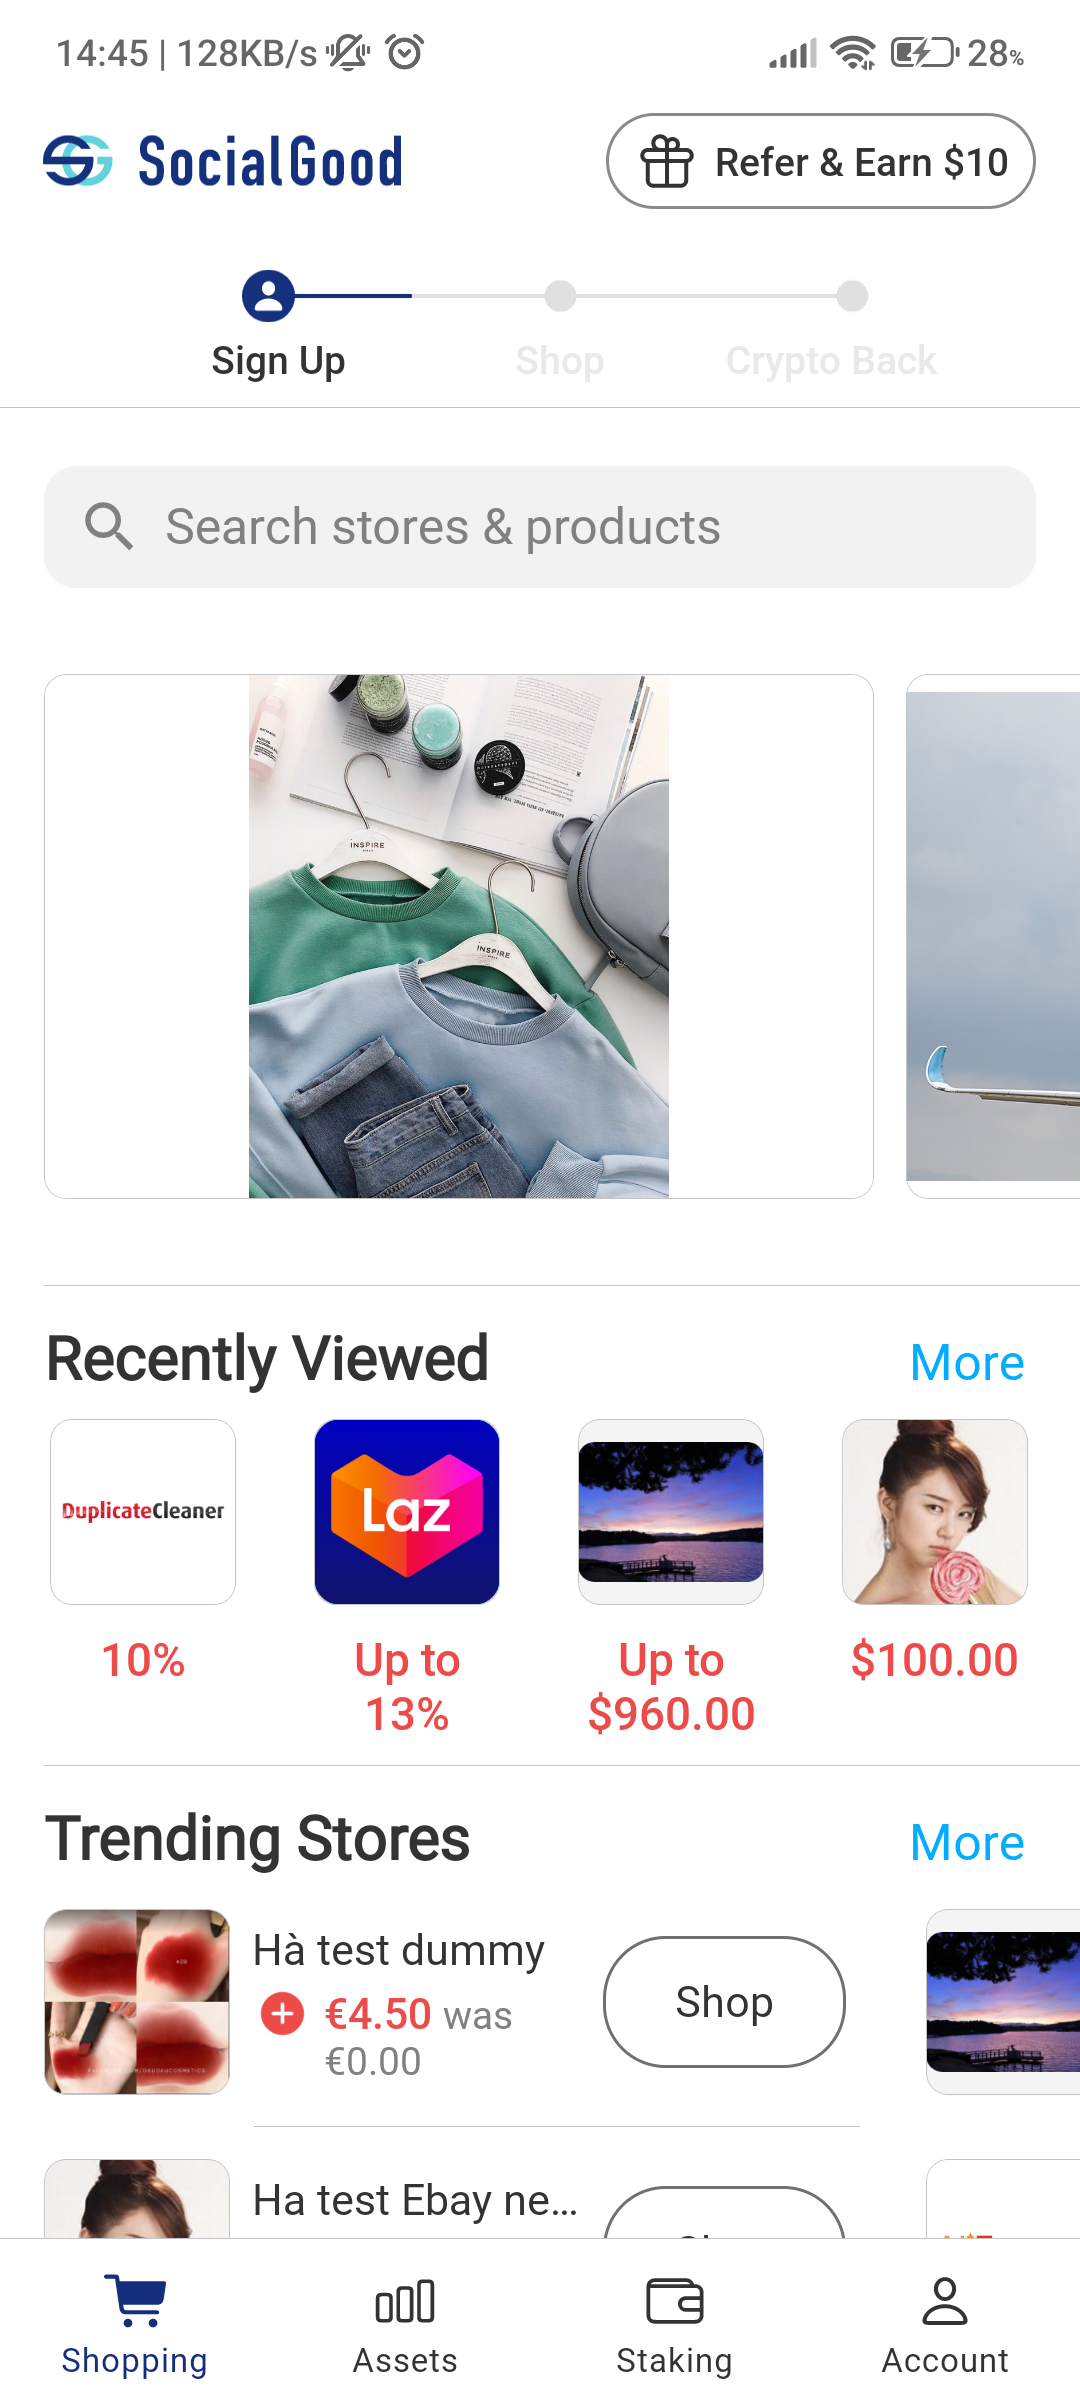 14:45 | 128KB/s
28%
SocialGood
Refer & Earn $10
Sign Up
Shop
Crypto Back
Search stores & products
INSPIRE
INSPIRE
Recently Viewed
More
DuplicateCleaner
Laz
10%
Up to
13%
Up to
$960.00
$100.00
Trending Stores
More
Hà test dummy
€4.50 was
€0.00
Shop
Ha test Ebay ne...
Shopping
Assets
Staking
Account